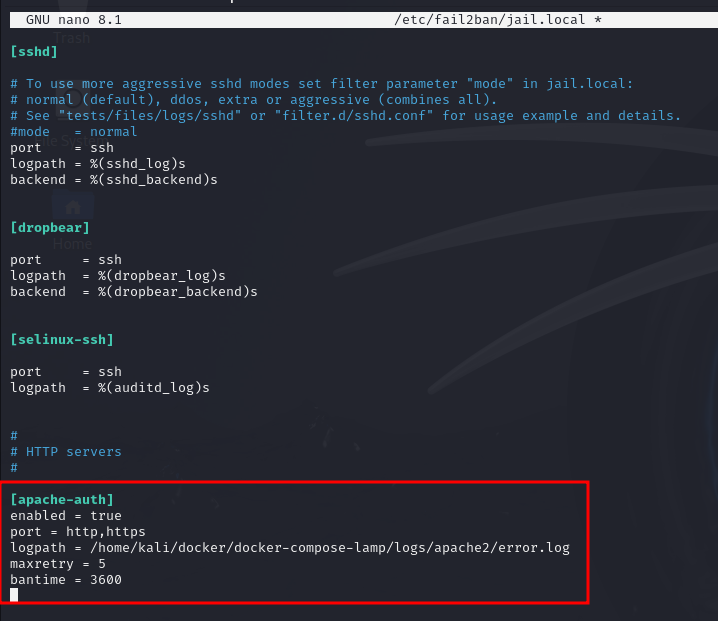 GNU nano 8.1 /etc/fail2ban/jail.local *
Trash
[sshd]
# To use more aggressive sshd modes set filter parameter "mode" in jail.local:
# normal (default), ddos, extra or aggressive (combines all).
# See "tests/files/logs/sshd" or "filter.d/sshd.conf" for usage example and details.
#mode   = normal
port    = ssh
logpath = %(sshd_log)s
backend = %(sshd_backend)s
[dropbear]
Home
port     = ssh
logpath  = %(dropbear_log)s
backend  = %(dropbear_backend)s
[selinux-ssh]
port     = ssh
logpath  = %(auditd_log)s
#
# HTTP servers
#
[apache-auth]
enabled = true
port = http,https
logpath = /home/kali/docker/docker-compose-lamp/logs/apache2/error.log
maxretry = 5
bantime = 3600